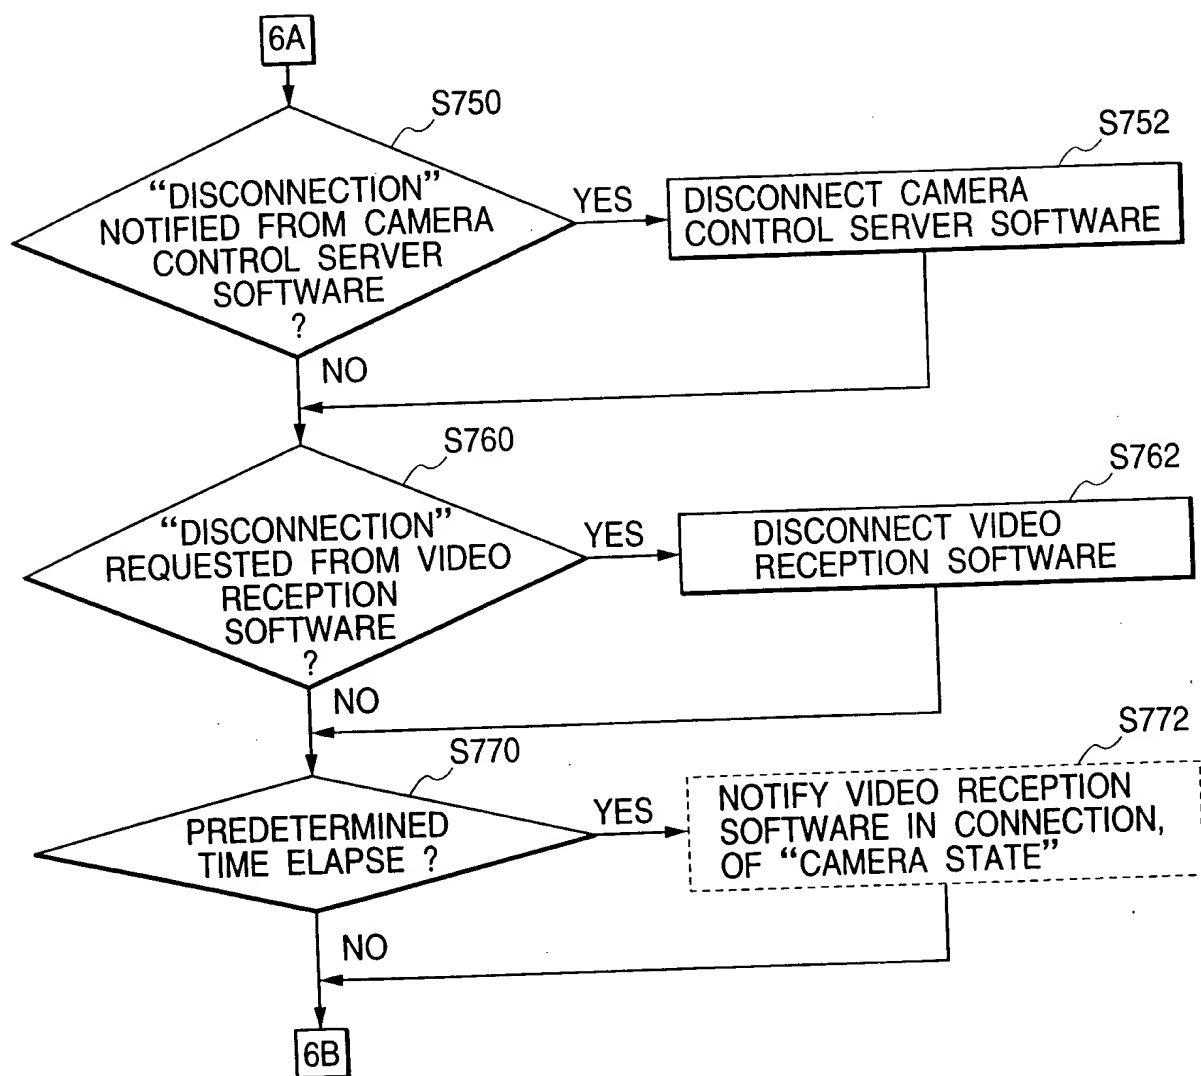 6A
S750
"DISCONNECTION"
NOTIFIED FROM CAMERA
CONTROL SERVER
SOFTWARE
?
YES
S752
DISCONNECT CAMERA
CONTROL SERVER SOFTWARE
NO
S760
"DISCONNECTION"
REQUESTED FROM VIDEO
RECEPTION
SOFTWARE
?
YES
S762
DISCONNECT VIDEO
RECEPTION SOFTWARE
NO
S770
PREDETERMINED
TIME ELAPSE ?
YES
S772
NOTIFY VIDEO RECEPTION
SOFTWARE IN CONNECTION,
OF "CAMERA STATE"
NO
6B